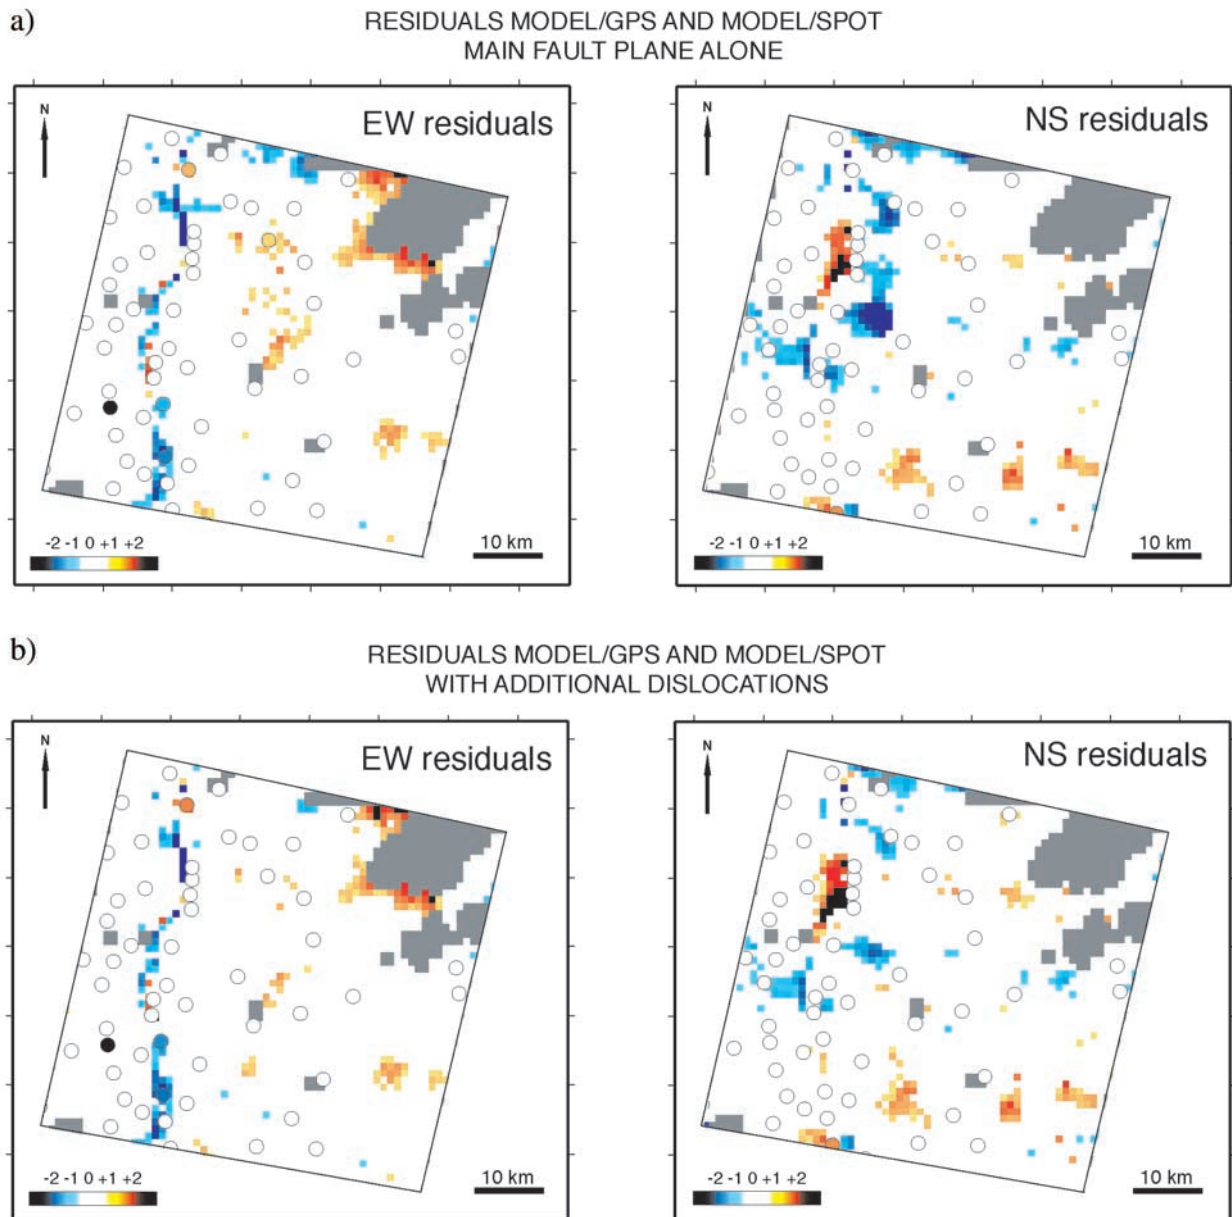 a)
RESIDUALS MODEL/GPS AND MODEL/SPOT
MAIN FAULT PLANE ALONE
N
EW residuals
-2 -1 0 +1 +2
10 km
N
NS residuals
-2 -1 0 +1 +2
10 km
b)
RESIDUALS MODEL/GPS AND MODEL/SPOT
WITH ADDITIONAL DISLOCATIONS
N
EW residuals
-2 -1 0 +1 +2
10 km
N
NS residuals
-2 -1 0 +1 +2
10 km